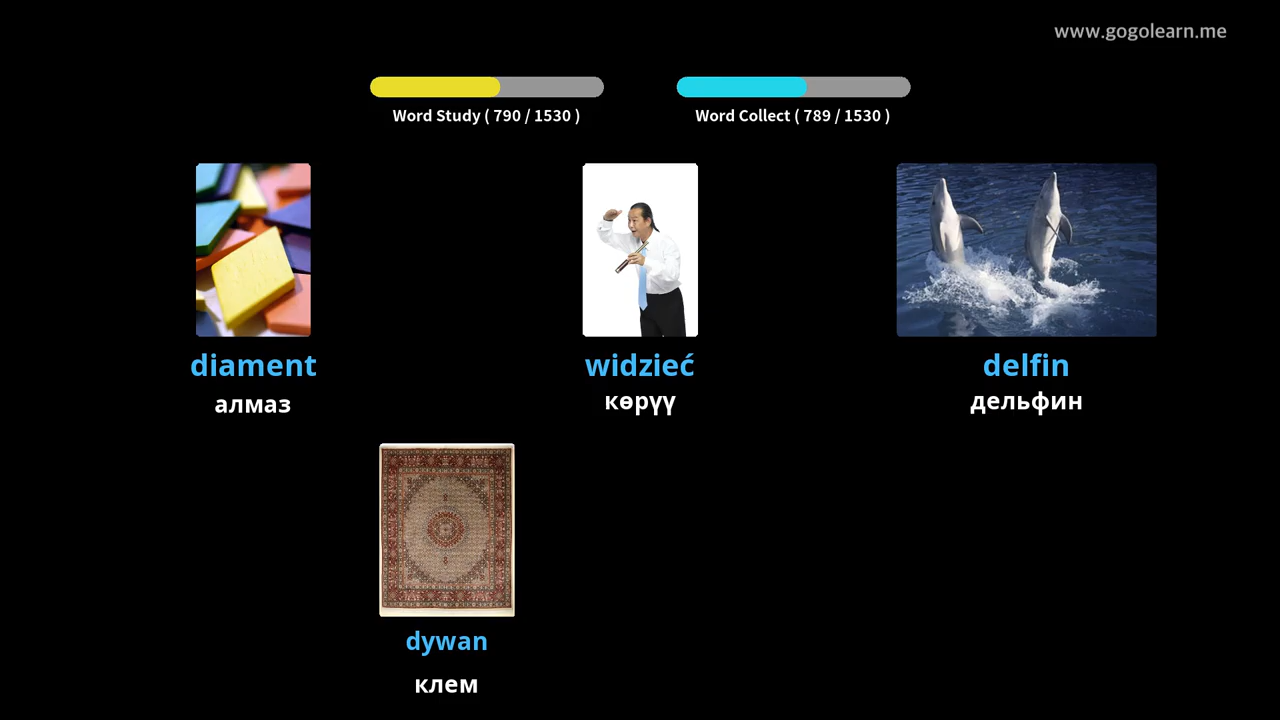 www.gogolearn.me
Word Study ( 790 / 1530 )
Word Collect ( 789 / 1530 )
diament
widzieć
delfin
алмаз
көрүү
дельфин
dywan
клем